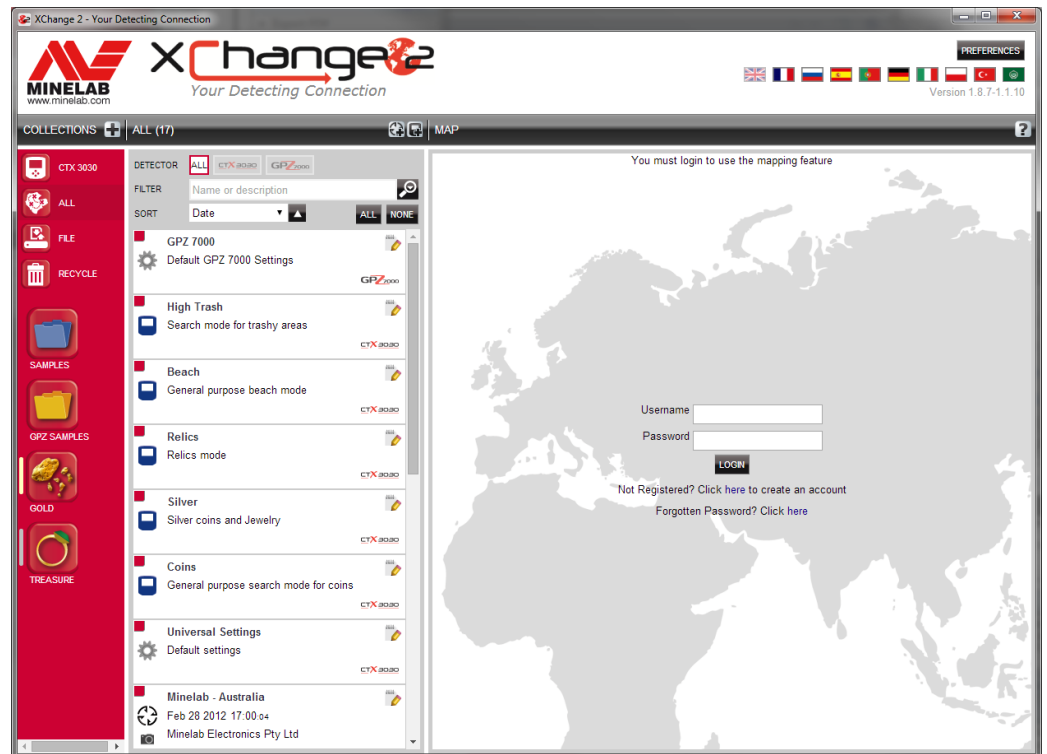 XChange 2 - Your Detecting Connection
MINELAB
www.minelab.com
XChange 2
Your Detecting Connection
PREFERENCES
Version 1.8.7-1.1.10
COLLECTIONS
ALL (17)
MAP
?
CTX 3030
ALL
FILE
RECYCLE
SAMPLES
GPZ SAMPLES
GOLD
TREASURE
DETECTOR ALL CTX 3030 GPZ 7000
FILTER Name or description
SORT Date ALL NONE
GPZ 7000
Default GPZ 7000 Settings
GPZ 7000
High Trash
Search mode for trashy areas
CTX 3030
Beach
General purpose beach mode
CTX 3030
Relics
Relics mode
CTX 3030
Silver
Silver coins and Jewelry
CTX 3030
Coins
General purpose search mode for coins
CTX 3030
Universal Settings
Default settings
CTX 3030
Minelab - Australia
Feb 28 2012 17:00:04
Minelab Electronics Pty Ltd
You must login to use the mapping feature
Username
Password
LOGIN
Not Registered? Click here to create an account
Forgotten Password? Click here